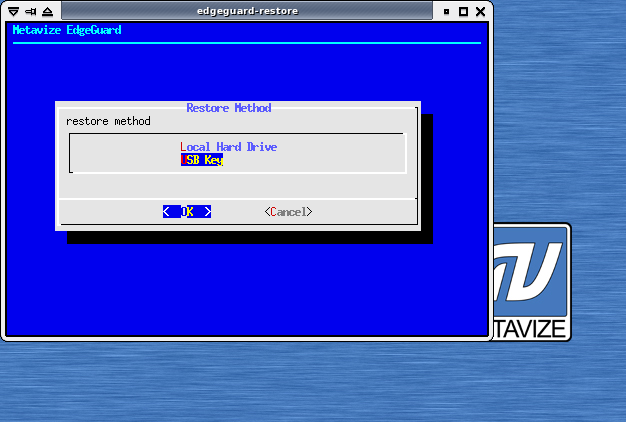 edgeguard-restore
Metavize EdgeGuard
Restore Method
restore method
Local Hard Drive
USB Key
< OK >
<Cancel>
TAVIZE